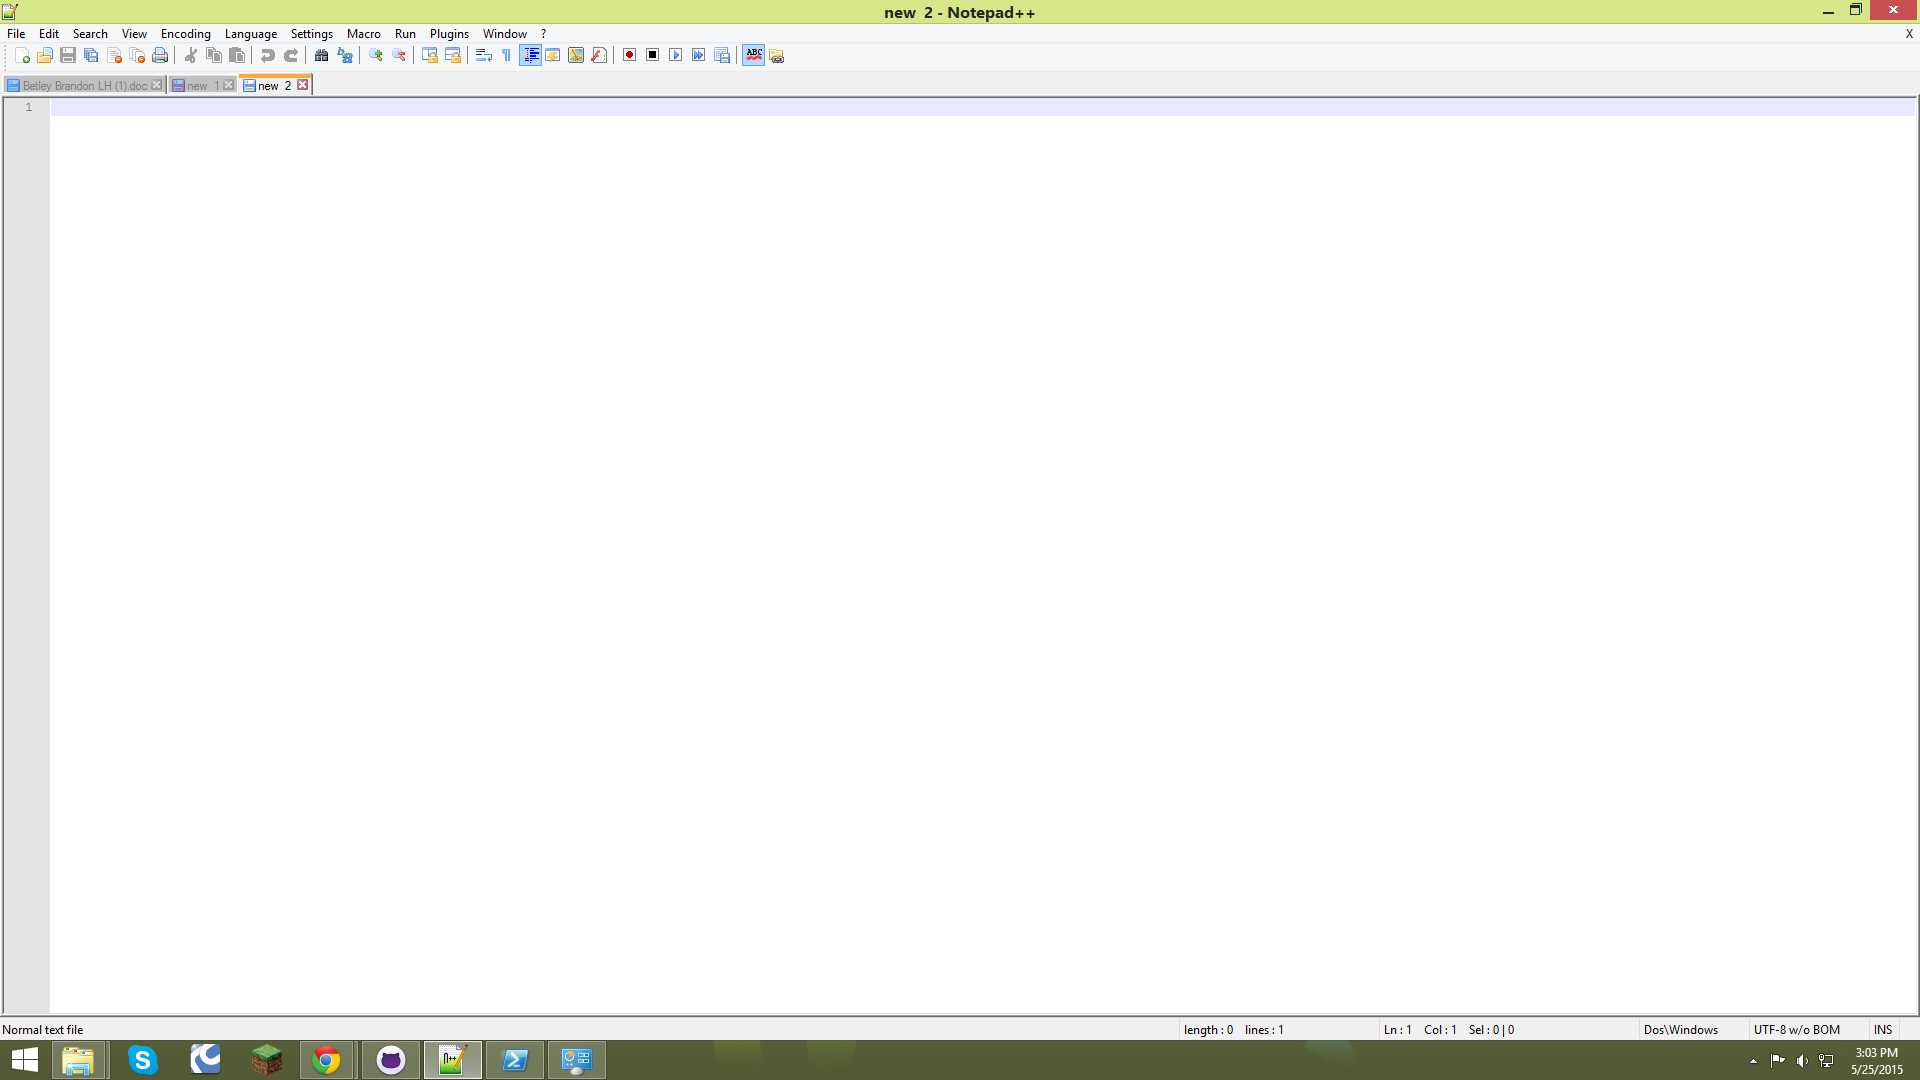 new  2 - Notepad++
File Edit Search View Encoding Language Settings Macro Run Plugins Window ? X
ABC
Betley Brandon LH (1).doc new  1 new  2
1
Normal text file length : 0 lines : 1 Ln : 1 Col : 1 Sel : 0 | 0 Dos\Windows UTF-8 w/o BOM INS
3:03 PM
5/25/2015